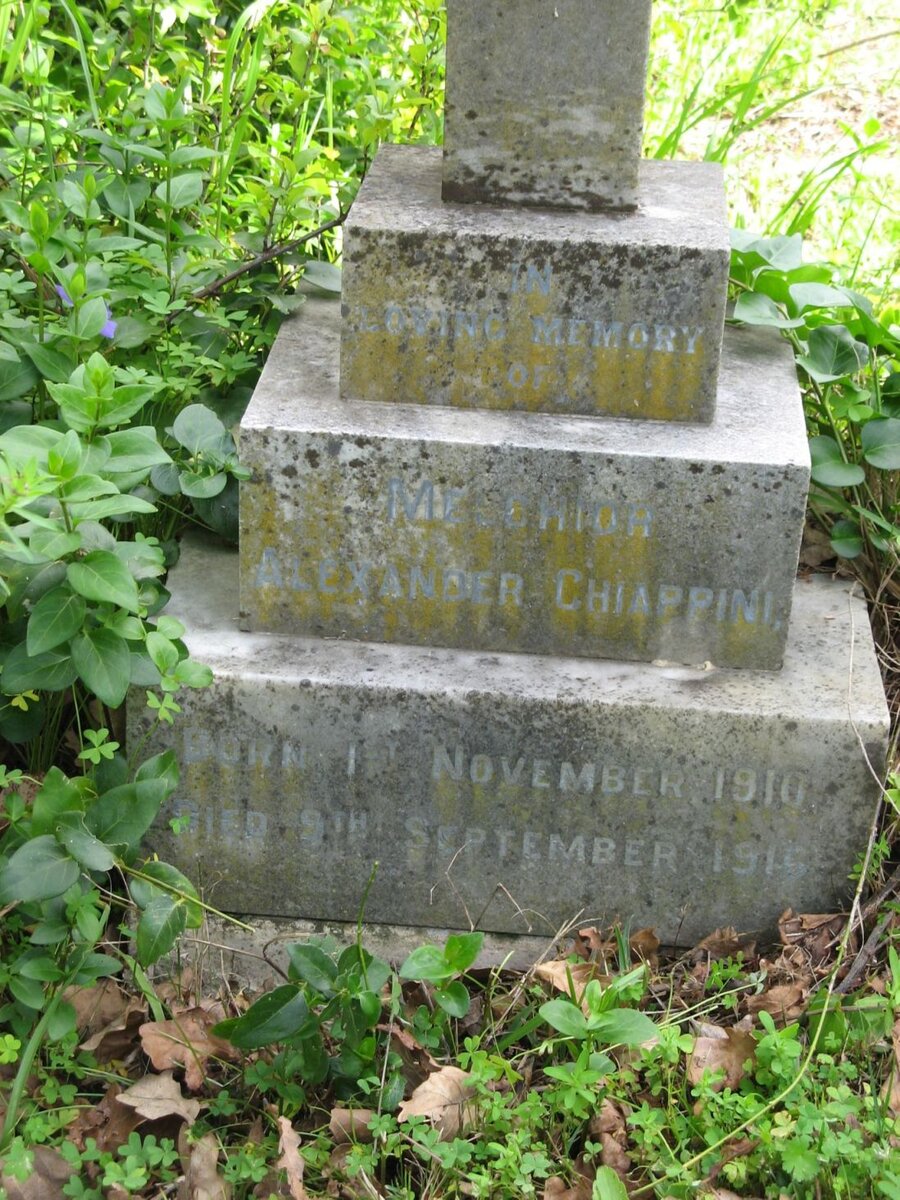 IN
LOVING MEMORY
OF
MELCHIOR
ALEXANDER CHIAPPINI,
BORN 1ST NOVEMBER 1910
DIED 9TH SEPTEMBER